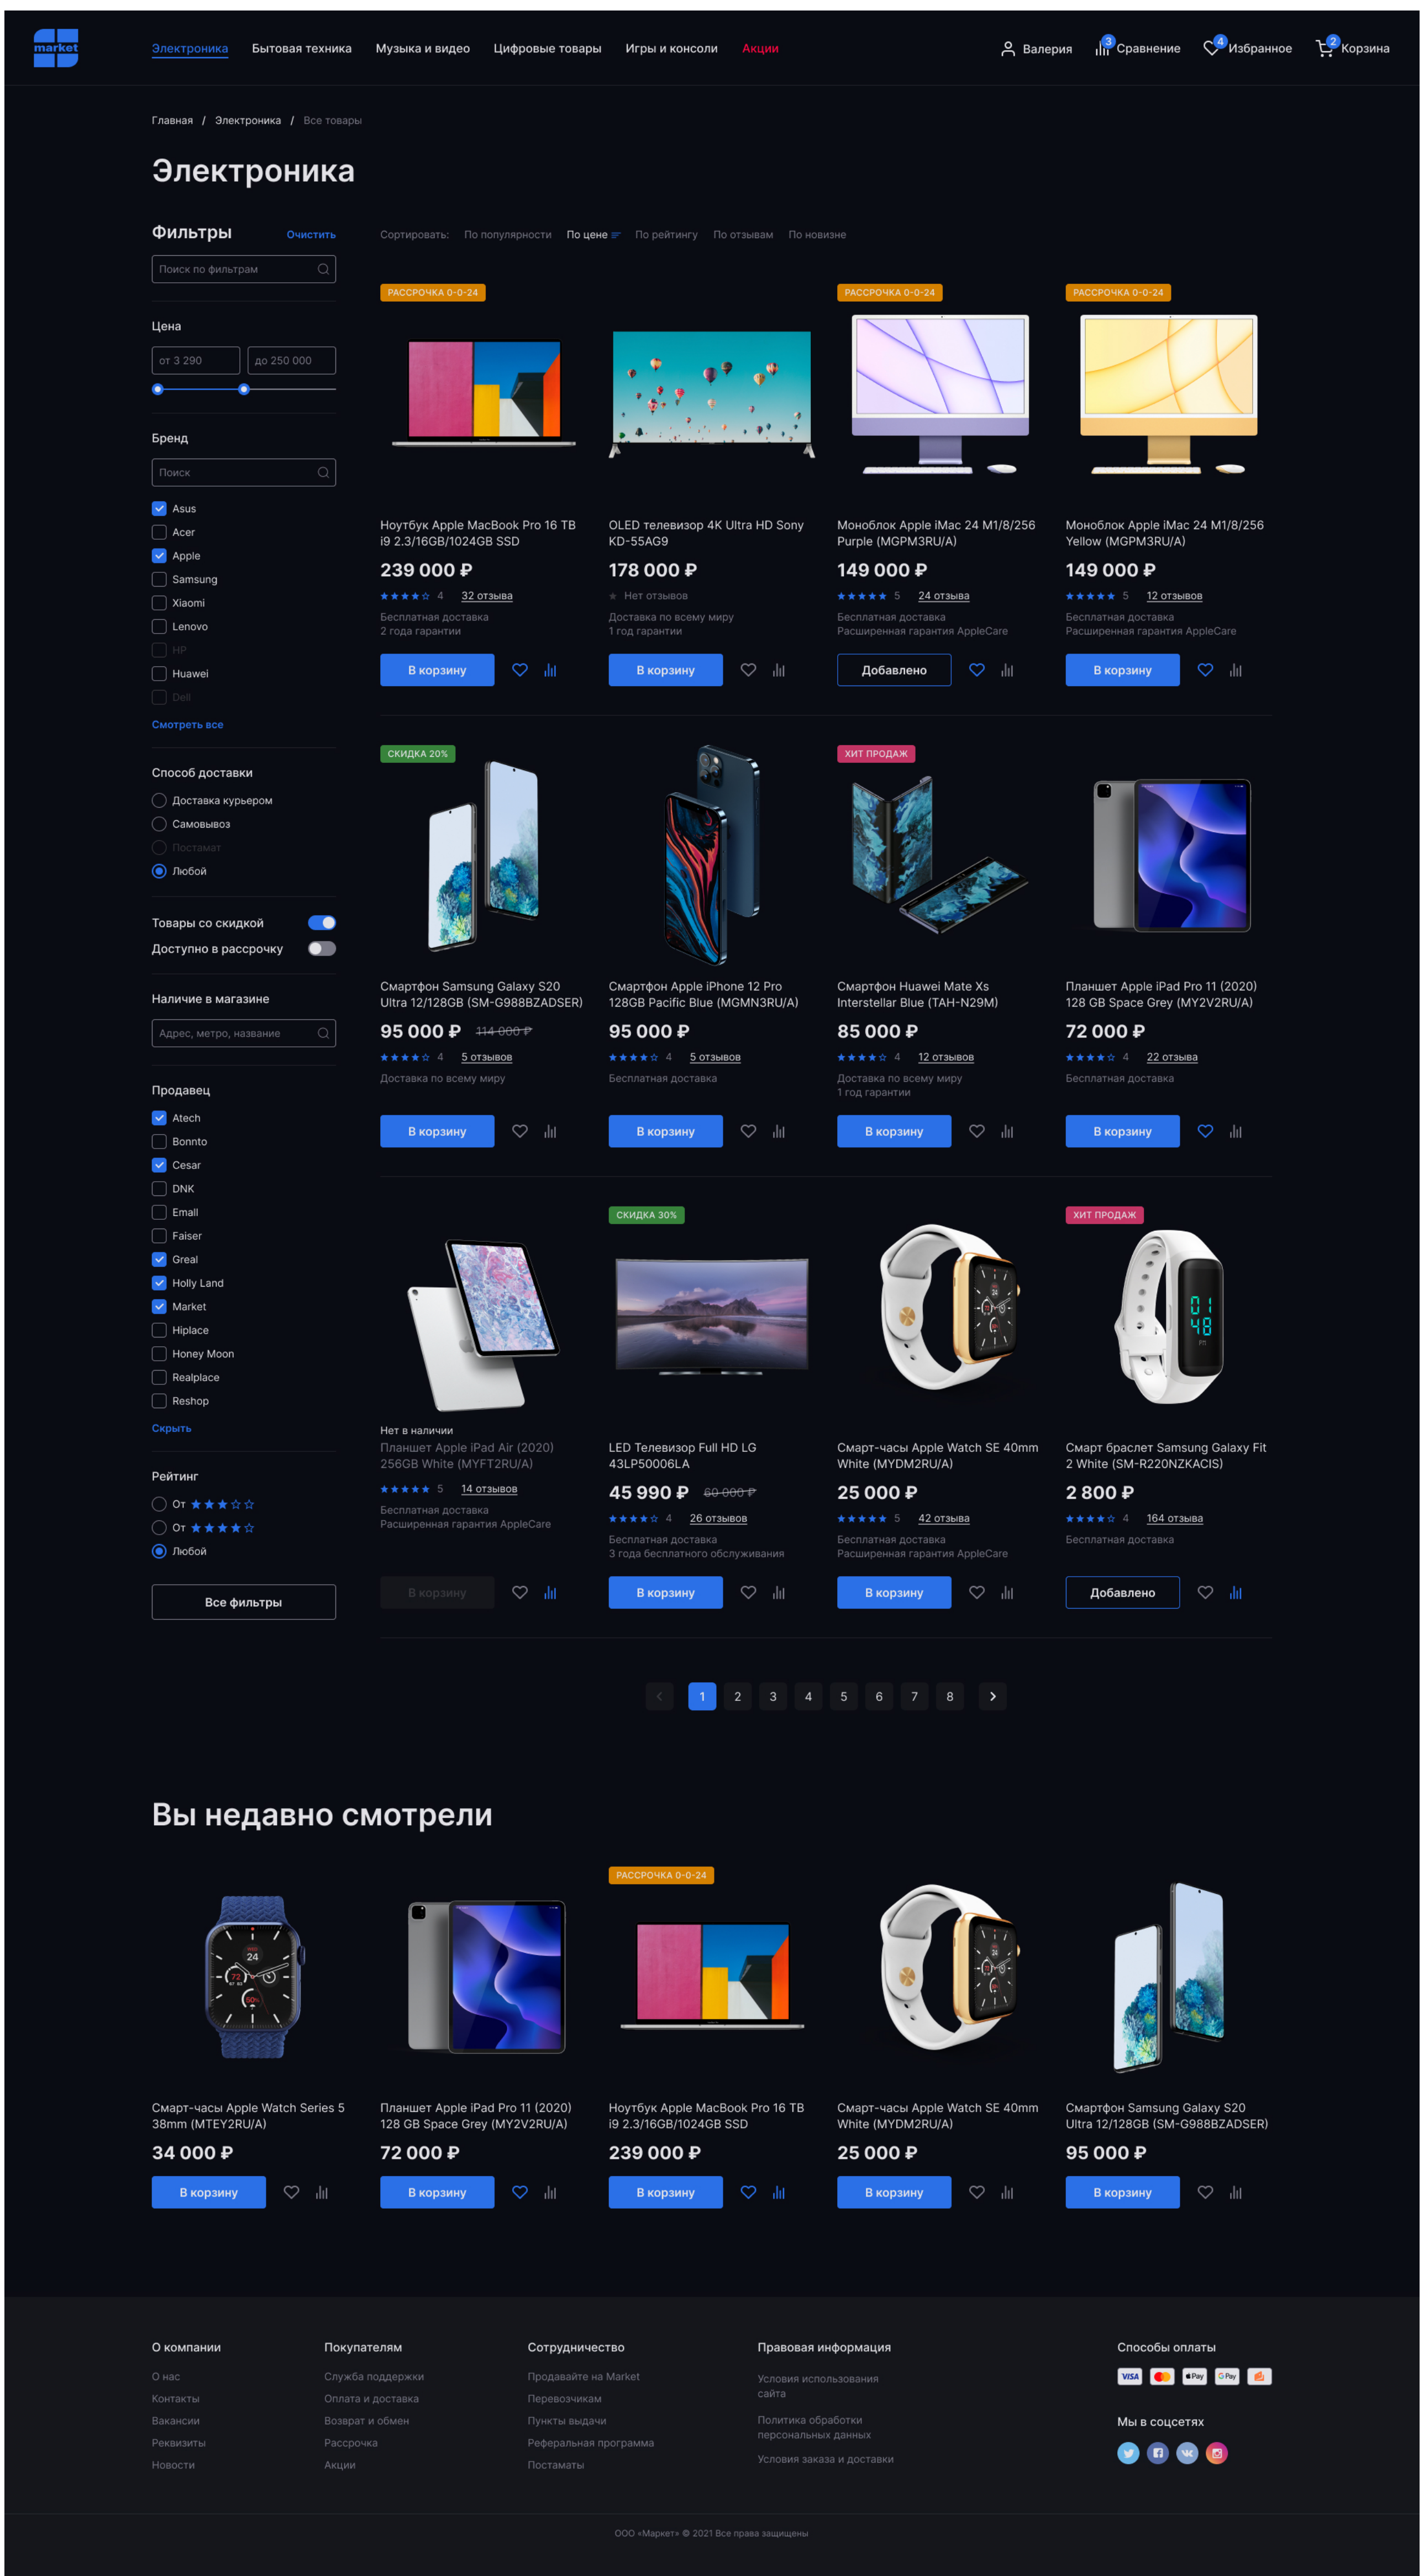 market
Электроника Бытовая техника Музыка и видео Цифровые товары Игры и консоли Акции Валерия 3 Сравнение 4 Избранное 2 Корзина
Главная / Электроника / Все товары
Электроника
Фильтры Очистить
Поиск по фильтрам
Цена
от 3 290 до 250 000
Бренд
Поиск
Asus
Acer
Apple
Samsung
Xiaomi
Lenovo
HP
Huawei
Dell
Смотреть все
Способ доставки
Доставка курьером
Самовывоз
Постамат
Любой
Товары со скидкой
Доступно в рассрочку
Наличие в магазине
Адрес, метро, название
Продавец
Atech
Bonnto
Cesar
DNK
Emall
Faiser
Greal
Holly Land
Market
Hiplace
Honey Moon
Realplace
Reshop
Скрыть
Рейтинг
От
От
Любой
Все фильтры
Сортировать: По популярности По цене По рейтингу По отзывам По новизне
РАССРОЧКА 0-0-24
Ноутбук Apple MacBook Pro 16 TB
i9 2.3/16GB/1024GB SSD
239 000 ₽
4 32 отзыва
Бесплатная доставка
2 года гарантии
В корзину
OLED телевизор 4K Ultra HD Sony
KD-55AG9
178 000 ₽
Нет отзывов
Доставка по всему миру
1 год гарантии
В корзину
РАССРОЧКА 0-0-24
Моноблок Apple iMac 24 M1/8/256
Purple (MGPM3RU/A)
149 000 ₽
5 24 отзыва
Бесплатная доставка
Расширенная гарантия AppleCare
Добавлено
РАССРОЧКА 0-0-24
Моноблок Apple iMac 24 M1/8/256
Yellow (MGPM3RU/A)
149 000 ₽
5 12 отзывов
Бесплатная доставка
Расширенная гарантия AppleCare
В корзину
СКИДКА 20%
Смартфон Samsung Galaxy S20
Ultra 12/128GB (SM-G988BZADSER)
95 000 ₽ 114 000 ₽
4 5 отзывов
Доставка по всему миру
В корзину
Смартфон Apple iPhone 12 Pro
128GB Pacific Blue (MGMN3RU/A)
95 000 ₽
4 5 отзывов
Бесплатная доставка
В корзину
ХИТ ПРОДАЖ
Смартфон Huawei Mate Xs
Interstellar Blue (TAH-N29M)
85 000 ₽
4 12 отзывов
Доставка по всему миру
1 год гарантии
В корзину
Планшет Apple iPad Pro 11 (2020)
128 GB Space Grey (MY2V2RU/A)
72 000 ₽
4 22 отзыва
Бесплатная доставка
В корзину
Нет в наличии
Планшет Apple iPad Air (2020)
256GB White (MYFT2RU/A)
5 14 отзывов
Бесплатная доставка
Расширенная гарантия AppleCare
В корзину
СКИДКА 30%
LED Телевизор Full HD LG
43LP50006LA
45 990 ₽ 60 000 ₽
4 26 отзывов
Бесплатная доставка
3 года бесплатного обслуживания
В корзину
Смарт-часы Apple Watch SE 40mm
White (MYDM2RU/A)
25 000 ₽
5 42 отзыва
Бесплатная доставка
Расширенная гарантия AppleCare
В корзину
ХИТ ПРОДАЖ
01
48
PM
Смарт браслет Samsung Galaxy Fit
2 White (SM-R220NZKACIS)
2 800 ₽
4 164 отзыва
Бесплатная доставка
Добавлено
1 2 3 4 5 6 7 8
Вы недавно смотрели
24
72
50%
Смарт-часы Apple Watch Series 5
38mm (MTEY2RU/A)
34 000 ₽
В корзину
Планшет Apple iPad Pro 11 (2020)
128 GB Space Grey (MY2V2RU/A)
72 000 ₽
В корзину
РАССРОЧКА 0-0-24
Ноутбук Apple MacBook Pro 16 TB
i9 2.3/16GB/1024GB SSD
239 000 ₽
В корзину
Смарт-часы Apple Watch SE 40mm
White (MYDM2RU/A)
25 000 ₽
В корзину
Смартфон Samsung Galaxy S20
Ultra 12/128GB (SM-G988BZADSER)
95 000 ₽
В корзину
О компании
О нас
Контакты
Вакансии
Реквизиты
Новости
Покупателям
Служба поддержки
Оплата и доставка
Возврат и обмен
Рассрочка
Акции
Сотрудничество
Продавайте на Market
Перевозчикам
Пункты выдачи
Реферальная программа
Постаматы
Правовая информация
Условия использования
сайта
Политика обработки
персональных данных
Условия заказа и доставки
Способы оплаты
VISA Pay G Pay
Мы в соцсетях
ООО «Маркет» © 2021 Все права защищены